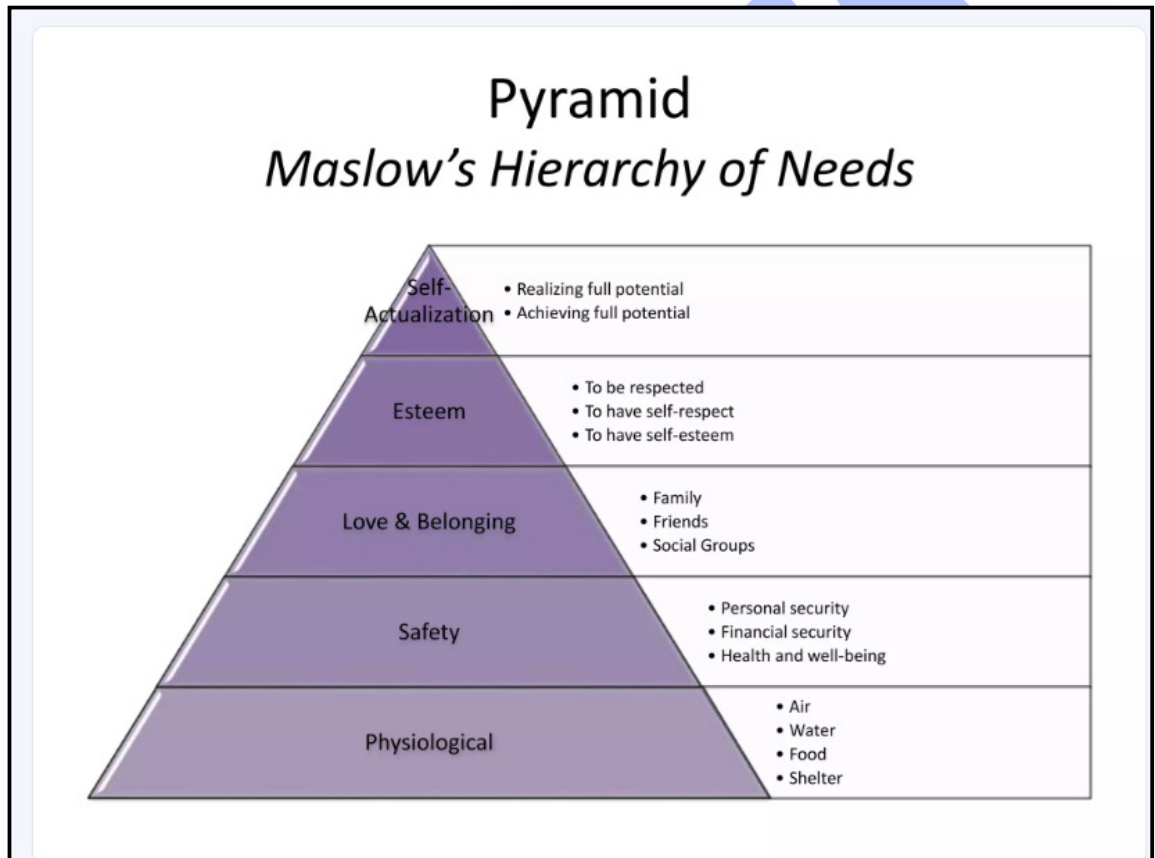 Pyramid
Maslow’s Hierarchy of Needs
Self-
Actualization
• Realizing full potential
• Achieving full potential
Esteem
• To be respected
• To have self-respect
• To have self-esteem
Love & Belonging
• Family
• Friends
• Social Groups
Safety
• Personal security
• Financial security
• Health and well-being
Physiological
• Air
• Water
• Food
• Shelter